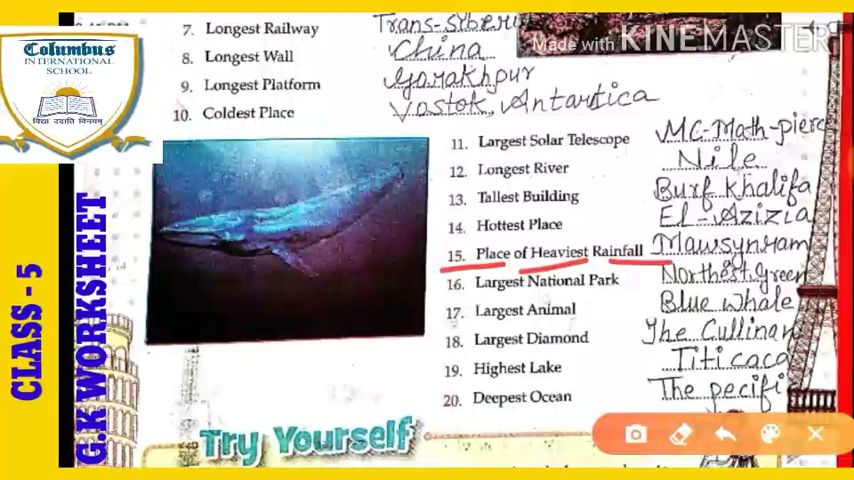 7. Longest Railway Trans-siberi
Made with KINEMASTER
8. Longest Wall China
9. Longest Platform Gorakhpur
10. Coldest Place Vostok, Antartica
Columbus
INTERNATIONAL
SCHOOL
विद्या ददाति विनयम्
11. Largest Solar Telescope MC-Math-pierc
12. Longest River Nile
13. Tallest Building Burf Khalifa
14. Hottest Place El-Azizia
15. Place of Heaviest Rainfall Mawsynram
16. Largest National Park Northest Green
17. Largest Animal Blue Whale
18. Largest Diamond The Cullinan
19. Highest Lake Titicaca
20. Deepest Ocean The pecifi
Try Yourself
CLASS - 5
G.K WORKSHEET